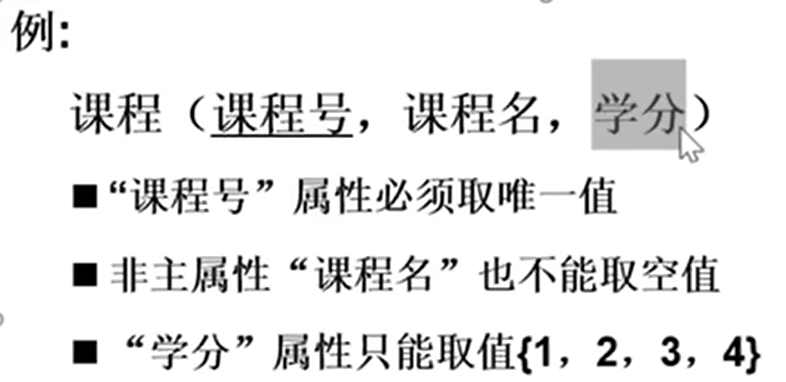 例:
课程（课程号，课程名，学分）
■“课程号”属性必须取唯一值
■非主属性“课程名”也不能取空值
■“学分”属性只能取值{1，2，3，4}